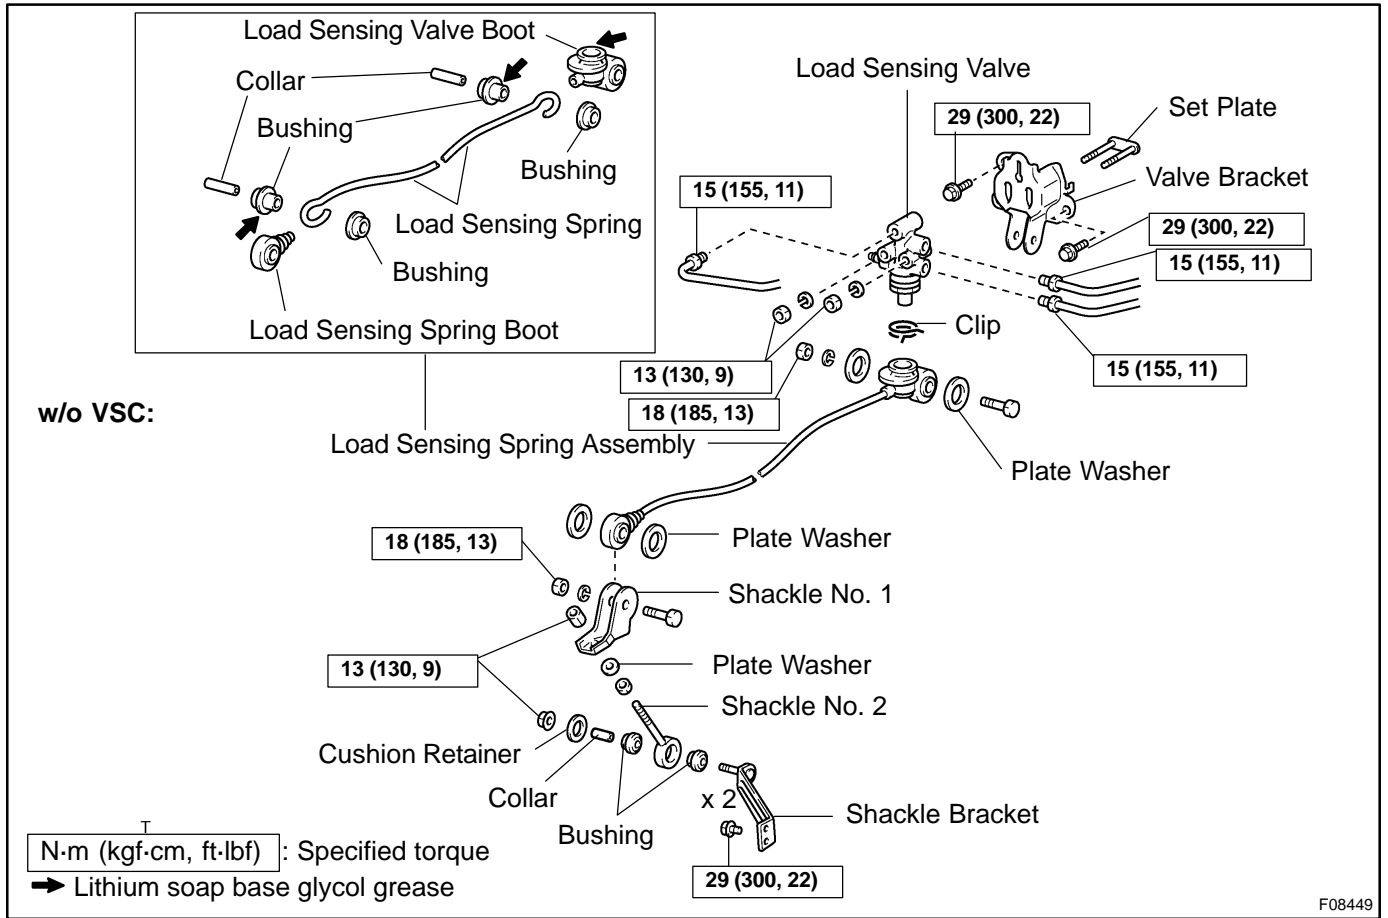 Load Sensing Valve Boot
Collar
Bushing
Bushing
Load Sensing Spring
Bushing
Load Sensing Spring Boot
Load Sensing Valve
29 (300, 22)
Set Plate
15 (155, 11)
Valve Bracket
29 (300, 22)
15 (155, 11)
Clip
13 (130, 9)
15 (155, 11)
18 (185, 13)
w/o VSC:
Load Sensing Spring Assembly
Plate Washer
18 (185, 13)
Plate Washer
Shackle No. 1
13 (130, 9)
Plate Washer
Shackle No. 2
Cushion Retainer
Collar
x 2
Shackle Bracket
Bushing
T
N·m (kgf·cm, ft·lbf) : Specified torque
29 (300, 22)
Lithium soap base glycol grease
F08449